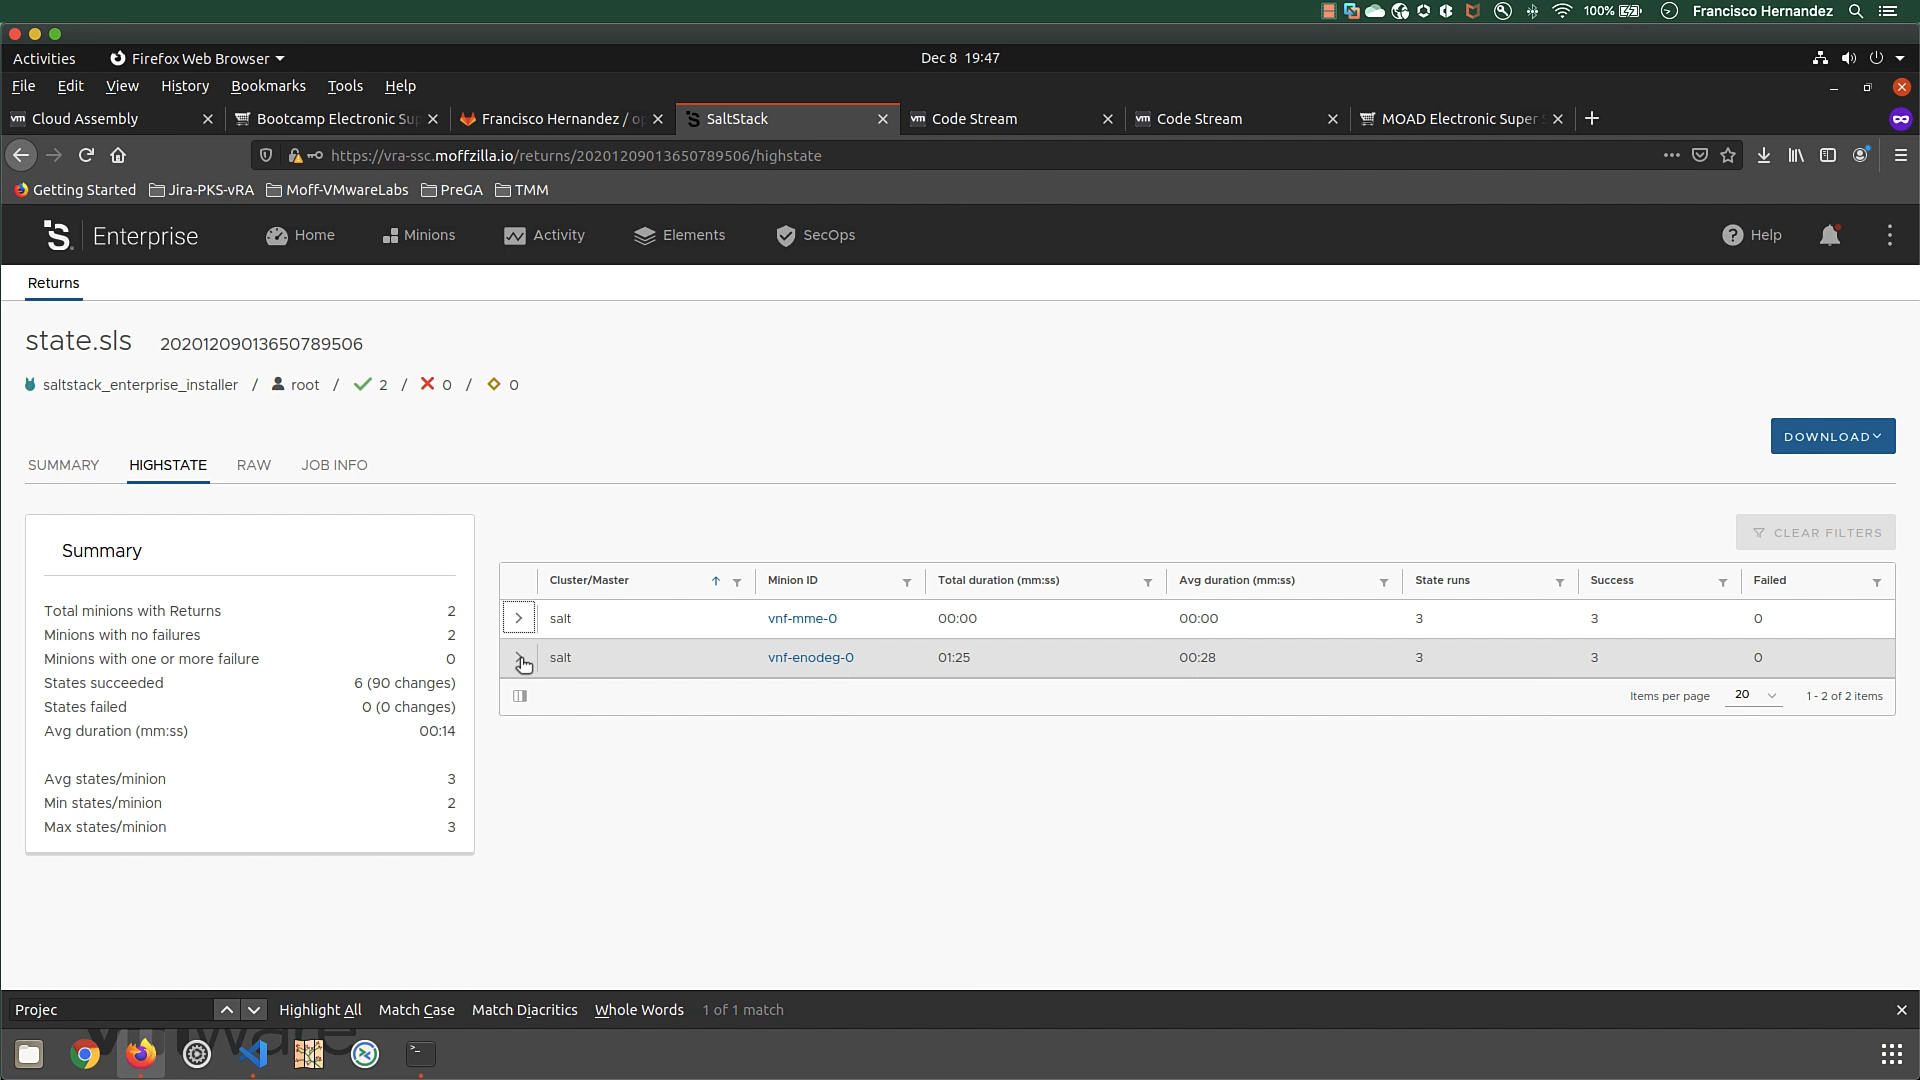 100% Francisco Hernandez
Activities Firefox Web Browser Dec 8 19:47
File Edit View History Bookmarks Tools Help
vm Cloud Assembly Bootcamp Electronic Su Francisco Hernandez / o SaltStack vm Code Stream vm Code Stream MOAD Electronic Super S
https://vra-ssc.moffzilla.io/returns/20201209013650789506/highstate
Getting Started Jira-PKS-vRA Moff-VMwareLabs PreGA TMM
S Enterprise Home Minions Activity Elements SecOps Help
Returns
state.sls 20201209013650789506
saltstack_enterprise_installer / root / 2 / 0 / 0
DOWNLOAD
SUMMARY HIGHSTATE RAW JOB INFO
CLEAR FILTERS
Summary
Total minions with Returns 2
Minions with no failures 2
Minions with one or more failure 0
States succeeded 6 (90 changes)
States failed 0 (0 changes)
Avg duration (mm:ss) 00:14
Avg states/minion 3
Min states/minion 2
Max states/minion 3
Cluster/Master Minion ID Total duration (mm:ss) Avg duration (mm:ss) State runs Success Failed
salt vnf-mme-0 00:00 00:00 3 3 0
salt vnf-enodeg-0 01:25 00:28 3 3 0
Items per page 20 1 - 2 of 2 items
Projec Highlight All Match Case Match Diacritics Whole Words 1 of 1 match
vmware